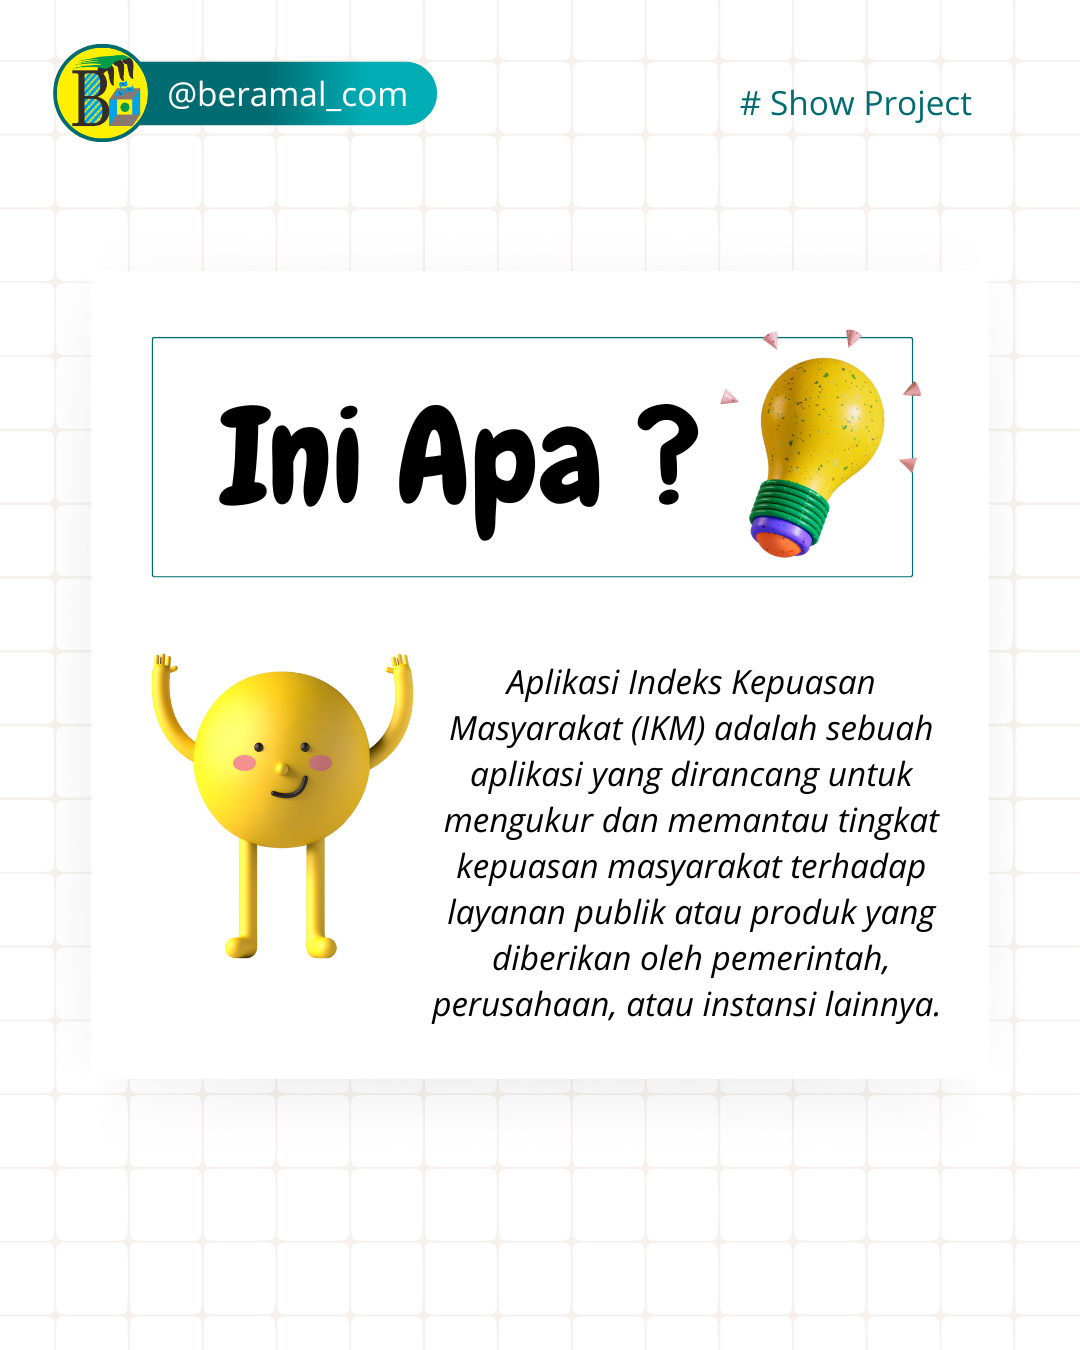 @beramal_com
# Show Project
Ini Apa ?
Aplikasi Indeks Kepuasan
Masyarakat (IKM) adalah sebuah
aplikasi yang dirancang untuk
mengukur dan memantau tingkat
kepuasan masyarakat terhadap
layanan publik atau produk yang
diberikan oleh pemerintah,
perusahaan, atau instansi lainnya.